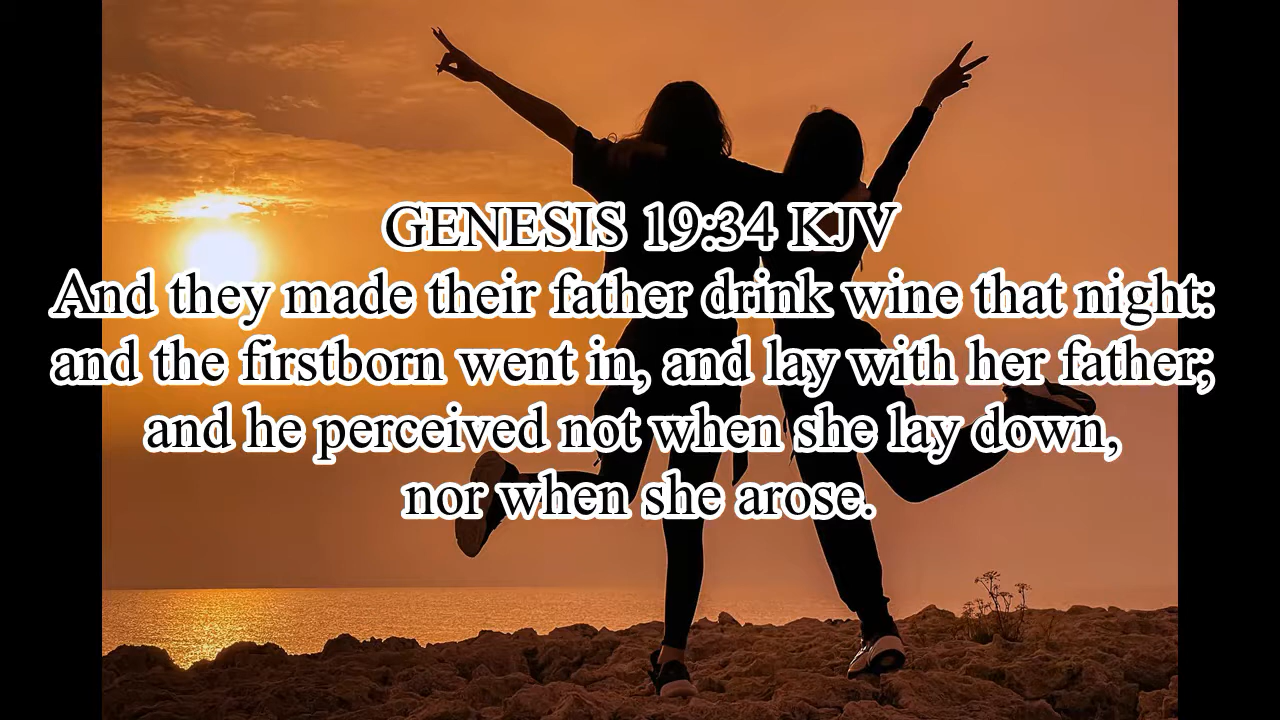 GENESIS 19:34 KJV
And they made their father drink wine that night:
and the firstborn went in, and lay with her father;
and he perceived not when she lay down,
nor when she arose.